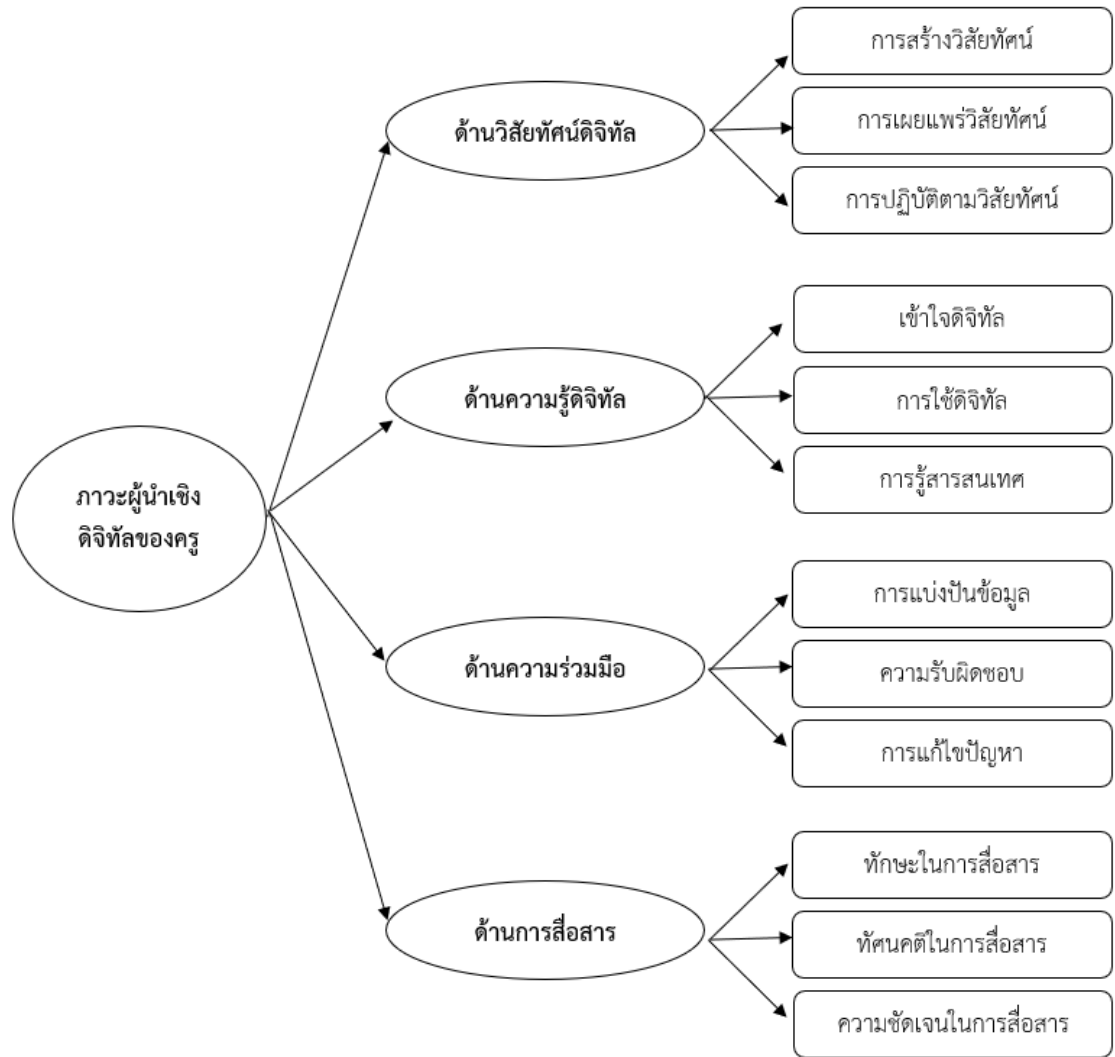 ภาวะผู้นำเชิง
ดิจิทัลของครู
ด้านวิสัยทัศน์ดิจิทัล
การสร้างวิสัยทัศน์
การเผยแพร่วิสัยทัศน์
การปฏิบัติตามวิสัยทัศน์
ด้านความรู้ดิจิทัล
เข้าใจดิจิทัล
การใช้ดิจิทัล
การรู้สารสนเทศ
ด้านความร่วมมือ
การแบ่งปันข้อมูล
ความรับผิดชอบ
การแก้ไขปัญหา
ด้านการสื่อสาร
ทักษะในการสื่อสาร
ทัศนคติในการสื่อสาร
ความชัดเจนในการสื่อสาร